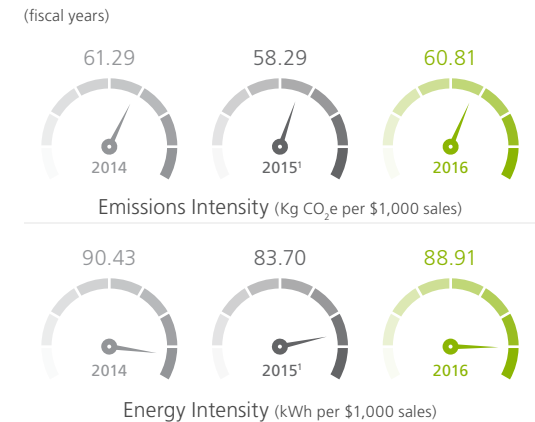 (fiscal years)
61.29 58.29 60.81
2014 2015¹ 2016
Emissions Intensity (Kg CO₂e per $1,000 sales)
90.43 83.70 88.91
2014 2015¹ 2016
Energy Intensity (kWh per $1,000 sales)